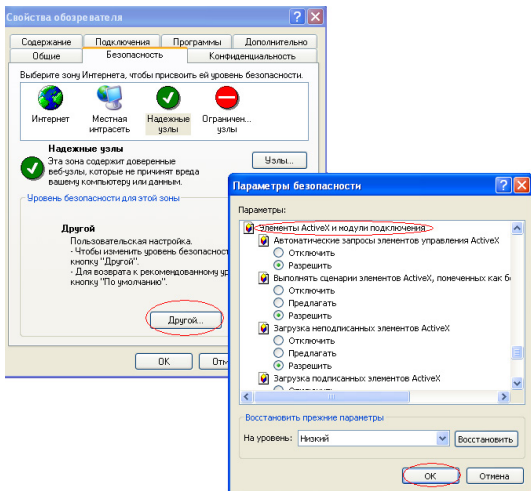 Свойства обозревателя
Содержание Подключения Программы Дополнительно
Общие Безопасность Конфиденциальность
Выберите зону Интернета, чтобы присвоить ей уровень безопасности.
Интернет Местная интрасеть Надежные узлы Ограничен... узлы
Надежные узлы
Эта зона содержит доверенные
веб-узлы, которые не причинят вреда
вашему компьютеру или данным.
Узлы...
Уровень безопасности для этой зоны
Другой
Пользовательская настройка.
- Чтобы изменить уровень безопасност
кнопку "Другой".
- Для возврата к рекомендованному ур
кнопку "По умолчанию".
Другой...
OK Отм
Параметры безопасности
Параметры:
Элементы ActiveX и модули подключения
Автоматические запросы элементов управления ActiveX
Отключить
Разрешить
Выполнять сценарии элементов ActiveX, помеченных как б
Отключить
Предлагать
Разрешить
Загрузка неподписанных элементов ActiveX
Отключить
Предлагать
Разрешить
Загрузка подписанных элементов ActiveX
Восстановить прежние параметры
На уровень: Низкий Восстановить
OK Отмена